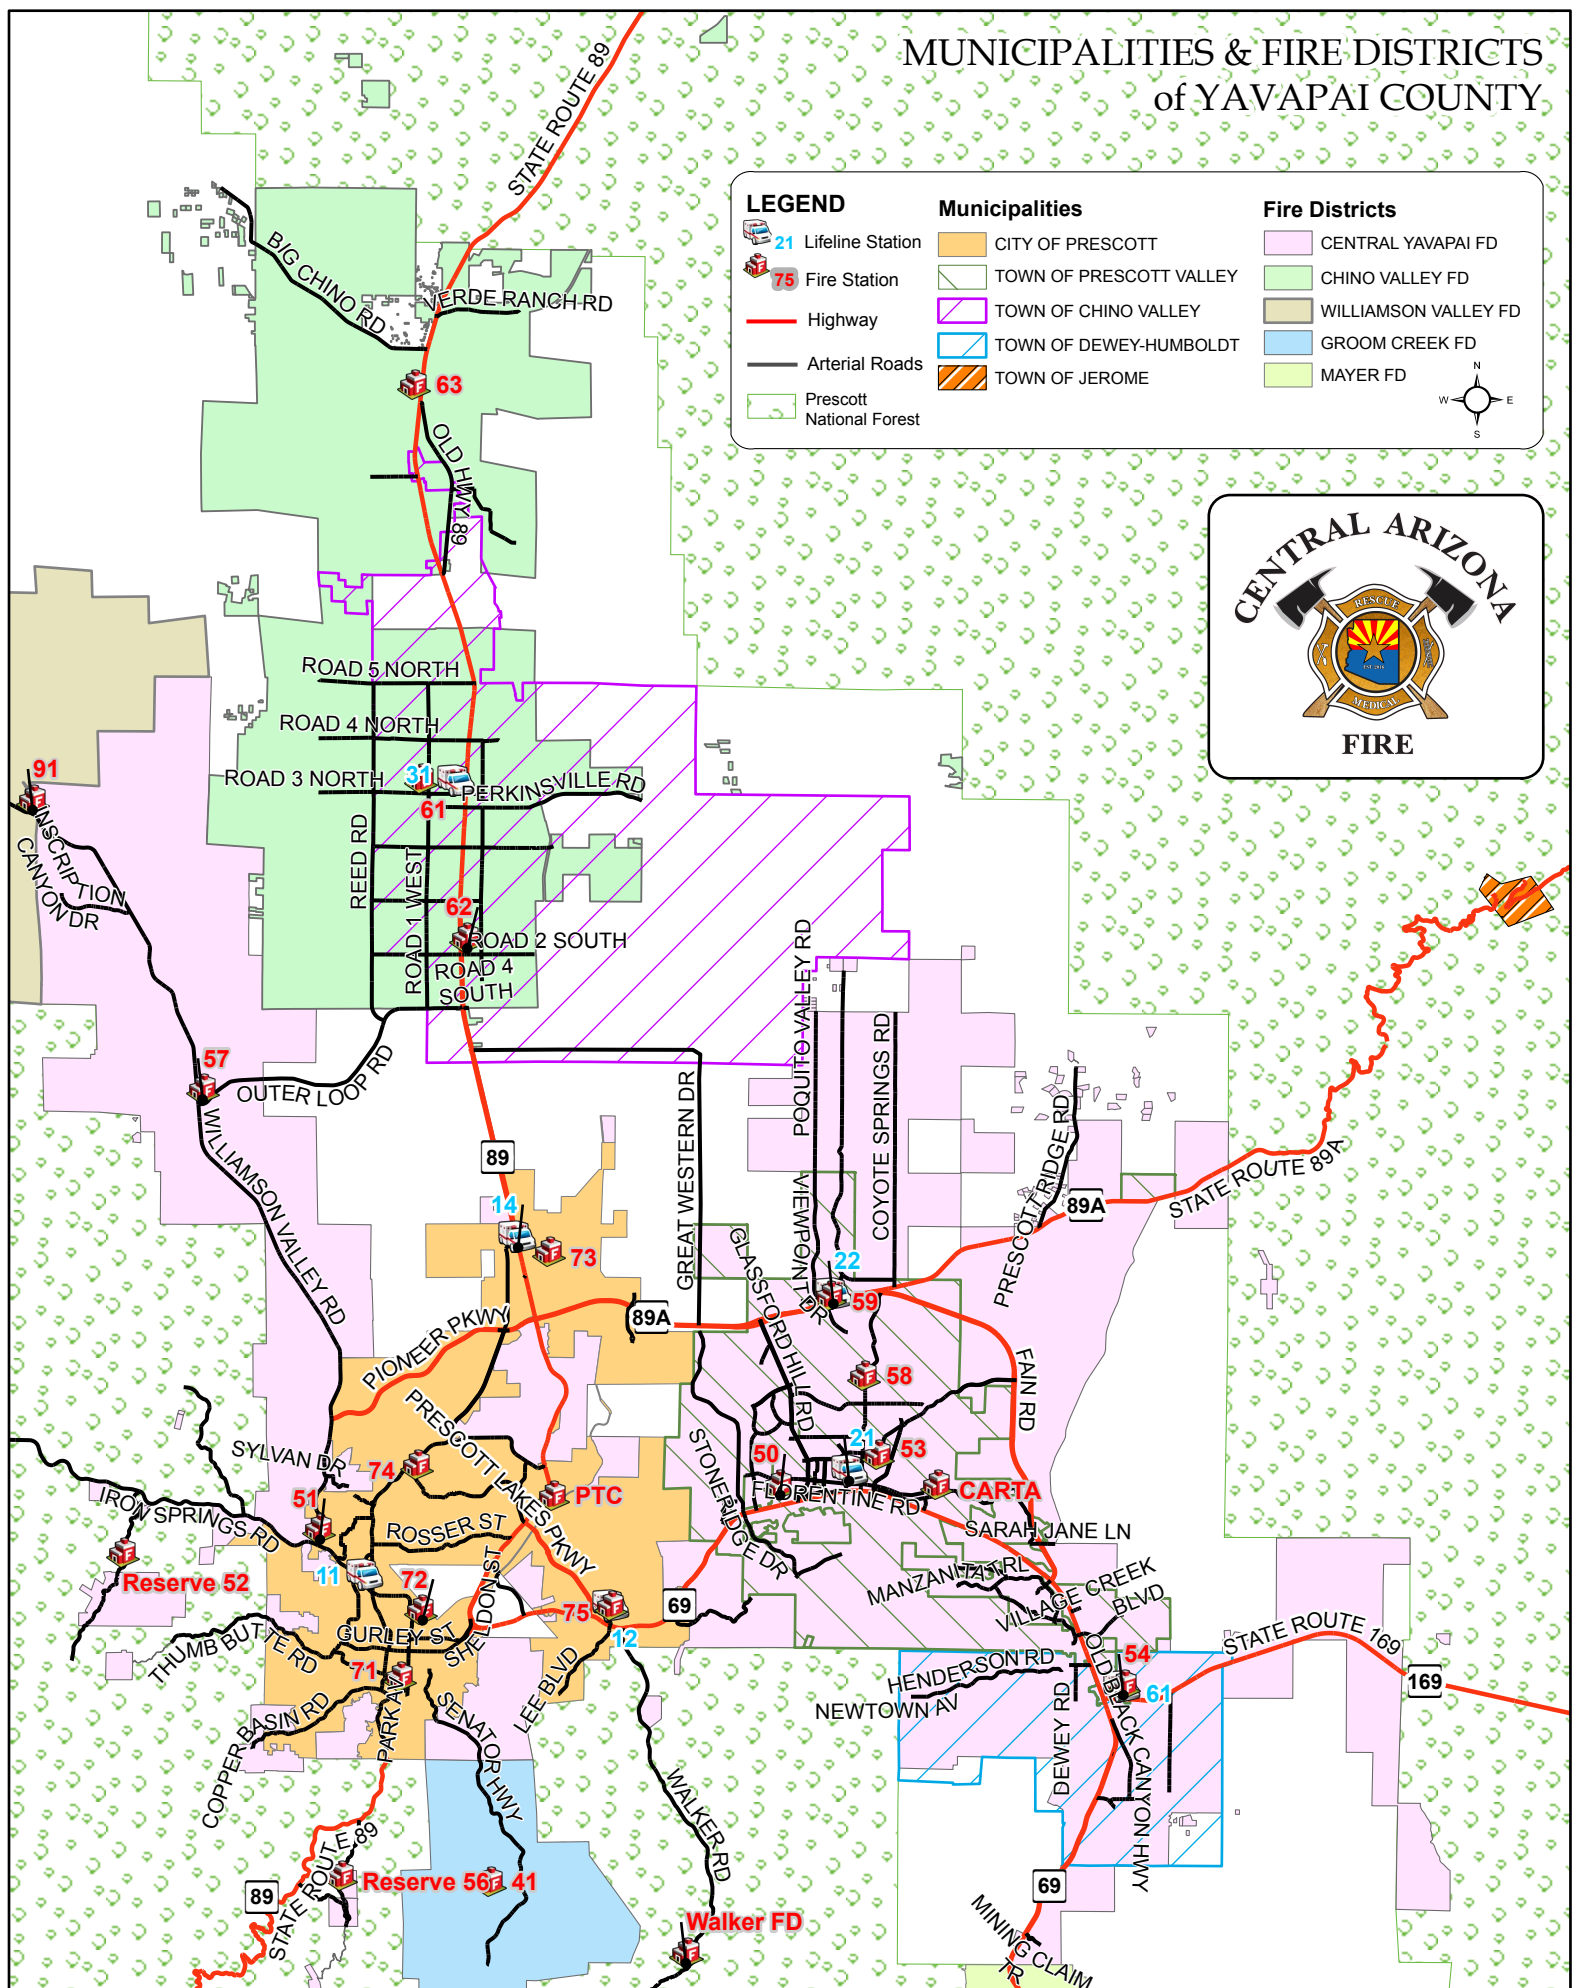 MUNICIPALITIES & FIRE DISTRICTS
of YAVAPAI COUNTY
LEGEND
21 Lifeline Station
75 Fire Station
Highway
Arterial Roads
Prescott
National Forest
Municipalities
CITY OF PRESCOTT
TOWN OF PRESCOTT VALLEY
TOWN OF CHINO VALLEY
TOWN OF DEWEY-HUMBOLDT
TOWN OF JEROME
Fire Districts
CENTRAL YAVAPAI FD
CHINO VALLEY FD
WILLIAMSON VALLEY FD
GROOM CREEK FD
MAYER FD
N
W E
S
CENTRAL ARIZONA
RESCUE
EST. 2016
MEDICAL
FIRE
STATE ROUTE 89
BIG CHINO RD
VERDE RANCH RD
63
OLD HWY 89
ROAD 5 NORTH
ROAD 4 NORTH
ROAD 3 NORTH
31
PERKINSVILLE RD
61
91
INSCRIPTION
CANYON DR
REED RD
ROAD 1 WEST
62
ROAD 2 SOUTH
ROAD 4
SOUTH
57
OUTER LOOP RD
WILLIAMSON VALLEY RD
POQUITO VALLEY RD
COYOTE SPRINGS RD
GREAT WESTERN DR
VIEWPOINT DR
PRESCOTT RIDGE RD
89
14
73
89A
89A
STATE ROUTE 89A
22
59
GLASSFORD HILL RD
PIONEER PKWY
FAIN RD
58
PRESCOTT LAKES PKWY
STONERIDGE DR
SYLVAN DR
74
21
53
50
PTC
CARTA
FLORENTINE RD
51
IRON SPRINGS RD
ROSSER ST
SARAH JANE LN
Reserve 52
11
72
SHELDON ST
75
69
12
MANZANITA TRL
VILLAGE CREEK
BLVD
THUMB BUTTE RD
GURLEY ST
71
LEE BLVD
HENDERSON RD
NEWTOWN AV
OLD BLACK CANYON HWY
54
61
STATE ROUTE 169
169
COPPER BASIN RD
PARK AV
SENATOR HWY
DEWEY RD
WALKER RD
STATE ROUTE 89
89
Reserve 56
41
69
Walker FD
MINING CLAIM
TR